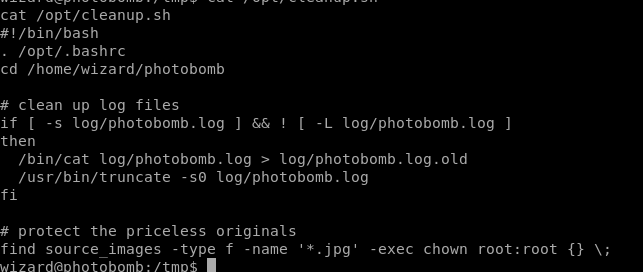 wizard@photobomb:/tmp$ cat /opt/cleanup.sh
cat /opt/cleanup.sh
#!/bin/bash
. /opt/.bashrc
cd /home/wizard/photobomb
# clean up log files
if [ -s log/photobomb.log ] && ! [ -L log/photobomb.log ]
then
  /bin/cat log/photobomb.log > log/photobomb.log.old
  /usr/bin/truncate -s0 log/photobomb.log
fi
# protect the priceless originals
find source_images -type f -name '*.jpg' -exec chown root:root {} \;
wizard@photobomb:/tmp$